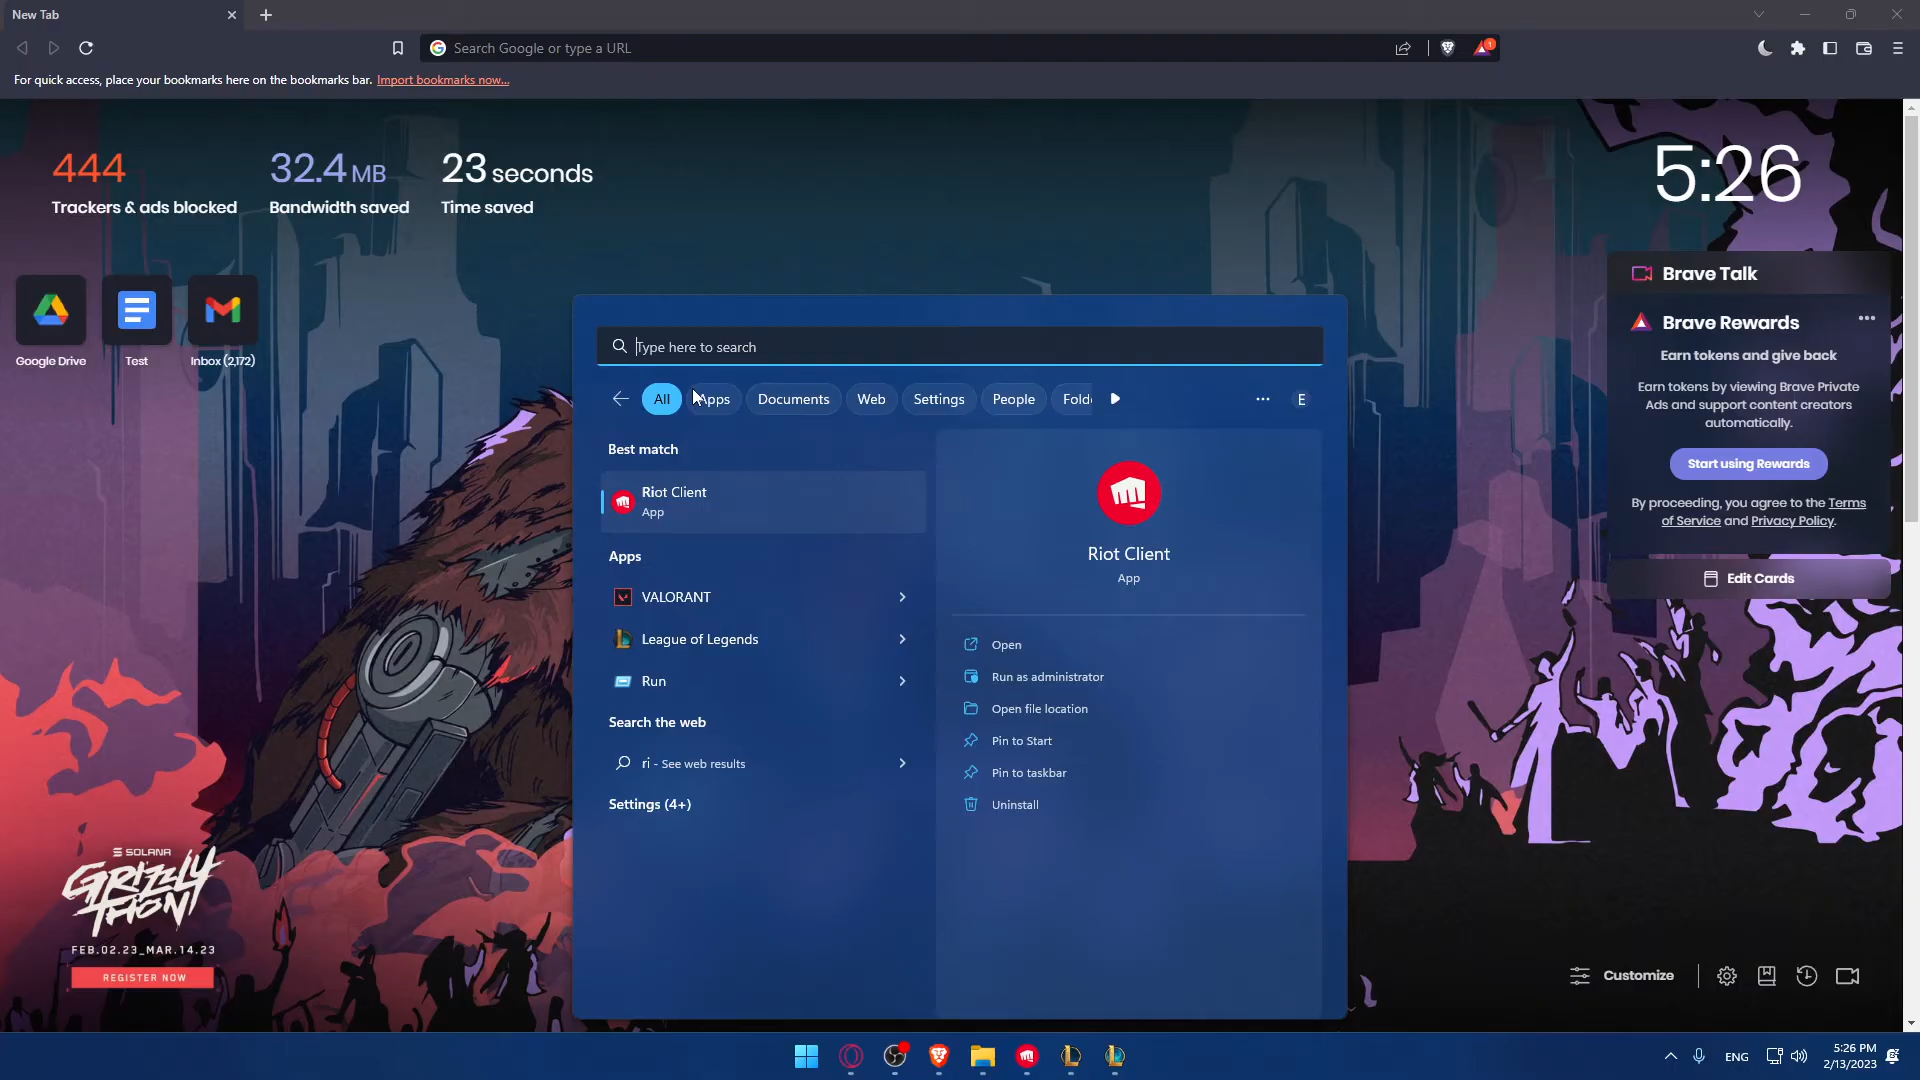 New Tab
Search Google or type a URL
1
For quick access, place your bookmarks here on the bookmarks bar. Import bookmarks now...
444
Trackers & ads blocked
32.4 MB
Bandwidth saved
23 seconds
Time saved
5:26
Google Drive
Test
Inbox (2,172)
Brave Talk
Brave Rewards
Earn tokens and give back
Earn tokens by viewing Brave Private
Ads and support content creators
automatically.
Start using Rewards
By proceeding, you agree to the Terms
of Service and Privacy Policy.
Edit Cards
Type here to search
All
Apps
Documents
Web
Settings
People
Fold
E
Best match
Riot Client
App
Apps
VALORANT
League of Legends
Run
Search the web
ri - See web results
Settings (4+)
Riot Client
App
Open
Run as administrator
Open file location
Pin to Start
Pin to taskbar
Uninstall
SOLANA
GRIZZLY
THON
FEB.02.23_MAR.14.23
REGISTER NOW
Customize
ENG
5:26 PM
2/13/2023